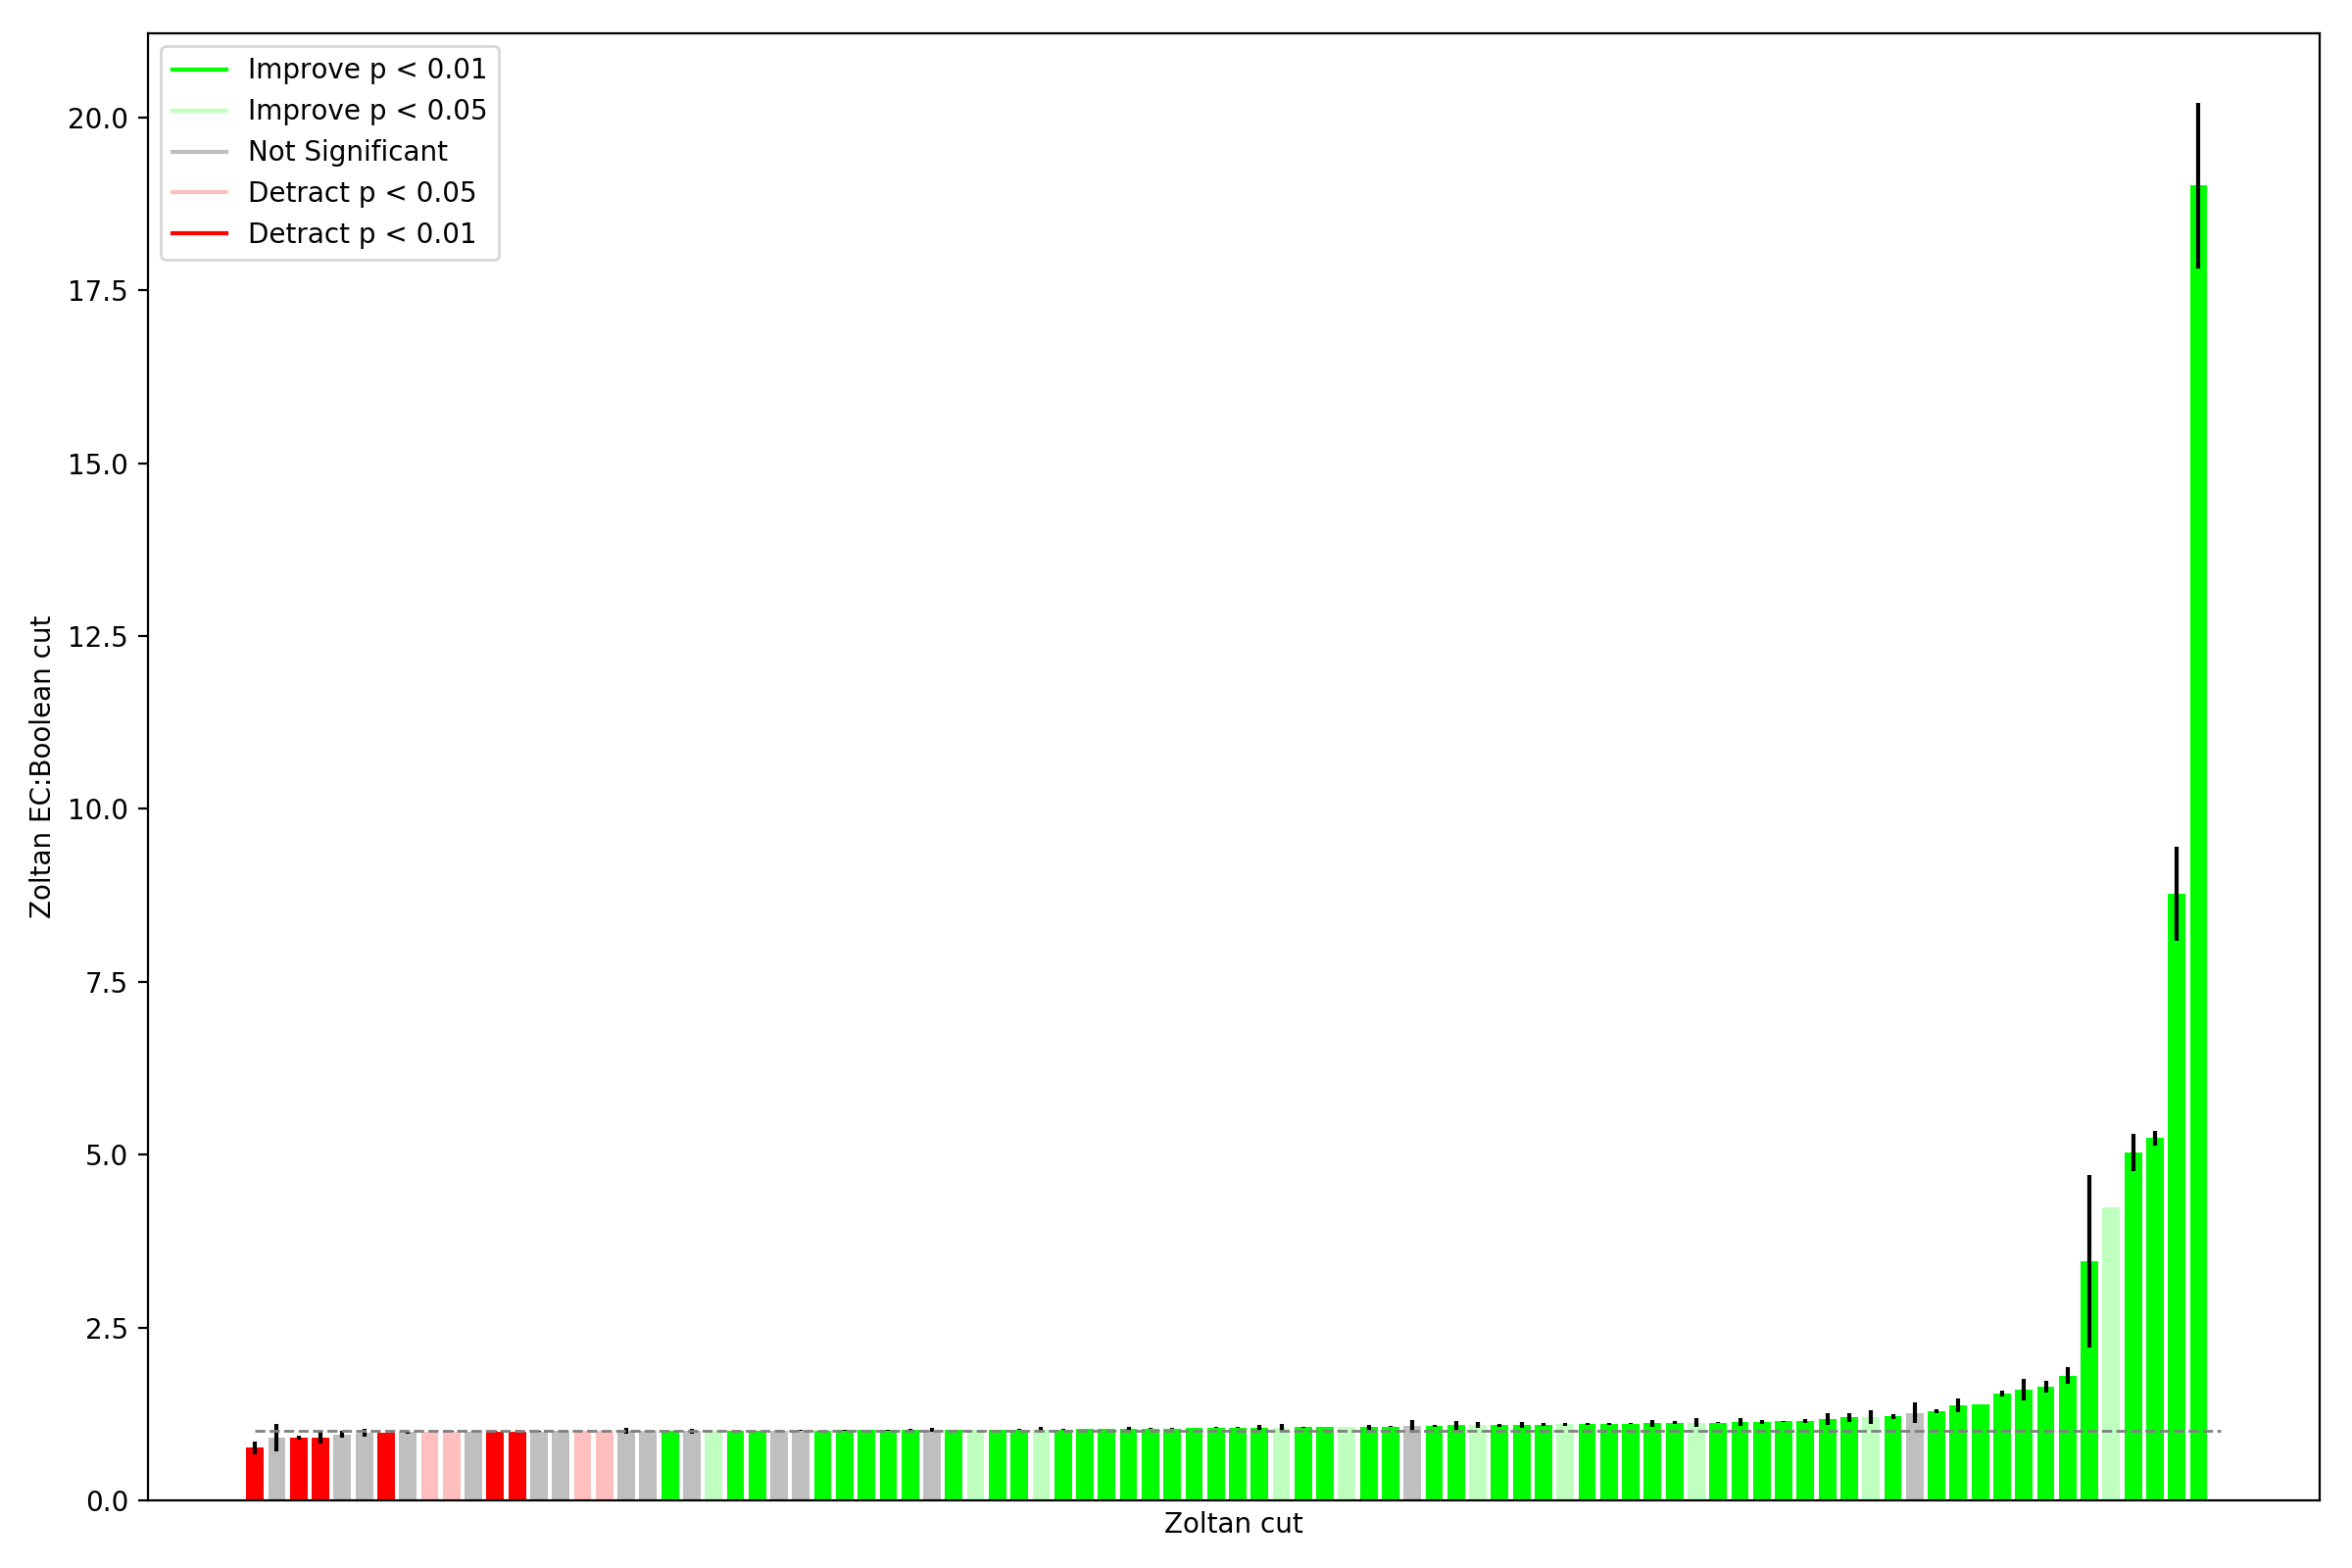 Improve p < 0.01
Improve p < 0.05
Not Significant
Detract p < 0.05
Detract p < 0.01
20.0
17.5
15.0
12.5
10.0
7.5
5.0
2.5
0.0
Zoltan EC:Boolean cut
Zoltan cut